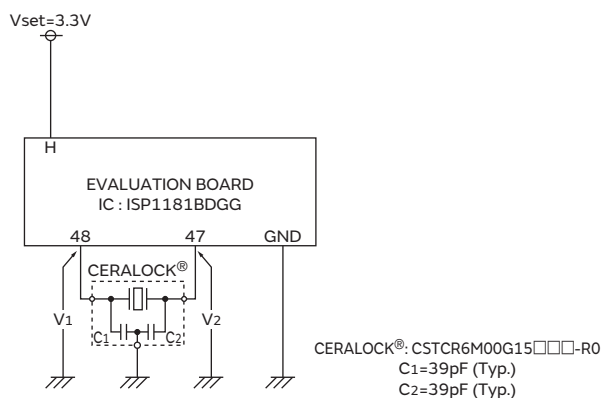 Vset=3.3V
H
EVALUATION BOARD
IC : ISP1181BDGG
48 47 GND
CERALOCK®
V1 C1 C2 V2
CERALOCK®: CSTCR6M00G15□□□-R0
C1=39pF (Typ.)
C2=39pF (Typ.)